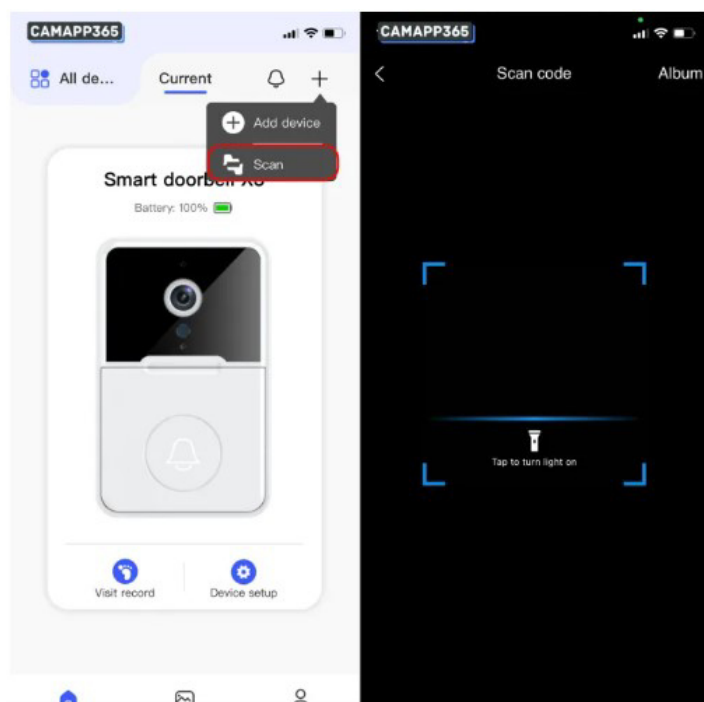 CAMAPP365
All de...
Current
Add device
Scan
Smart doorbell
Battery: 100%
Visit record
Device setup
CAMAPP365
Scan code
Album
Tap to turn light on